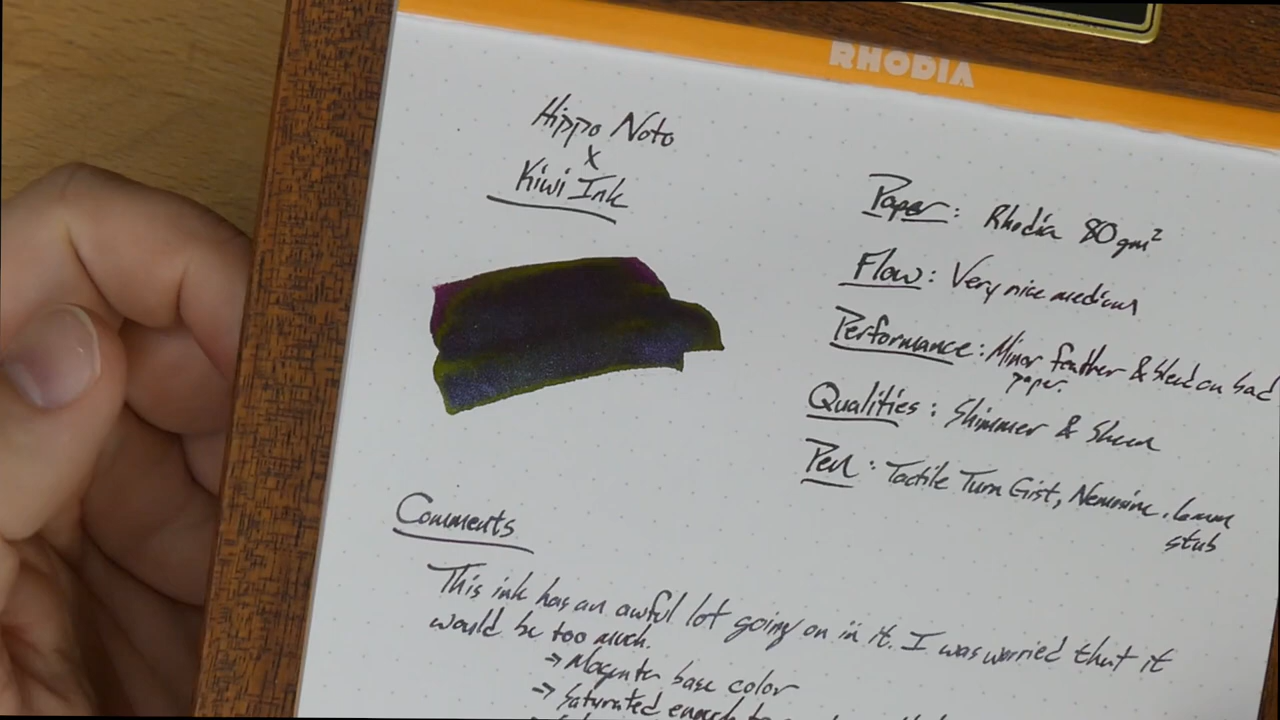 RHODIA
Hippo Noto
x
Kiwi Ink
Paper: Rhodia 80gm²
Flow: Very nice medium
Performance: Minor feather & bleed on bad
paper.
Qualities: Shimmer & Sheen
Pen: Tactile Turn Gist, Nemosine .6mm
stub
Comments
This ink has an awful lot going on in it. I was worried that it
would be too much.
→ Magenta base color
→ Saturated enough to